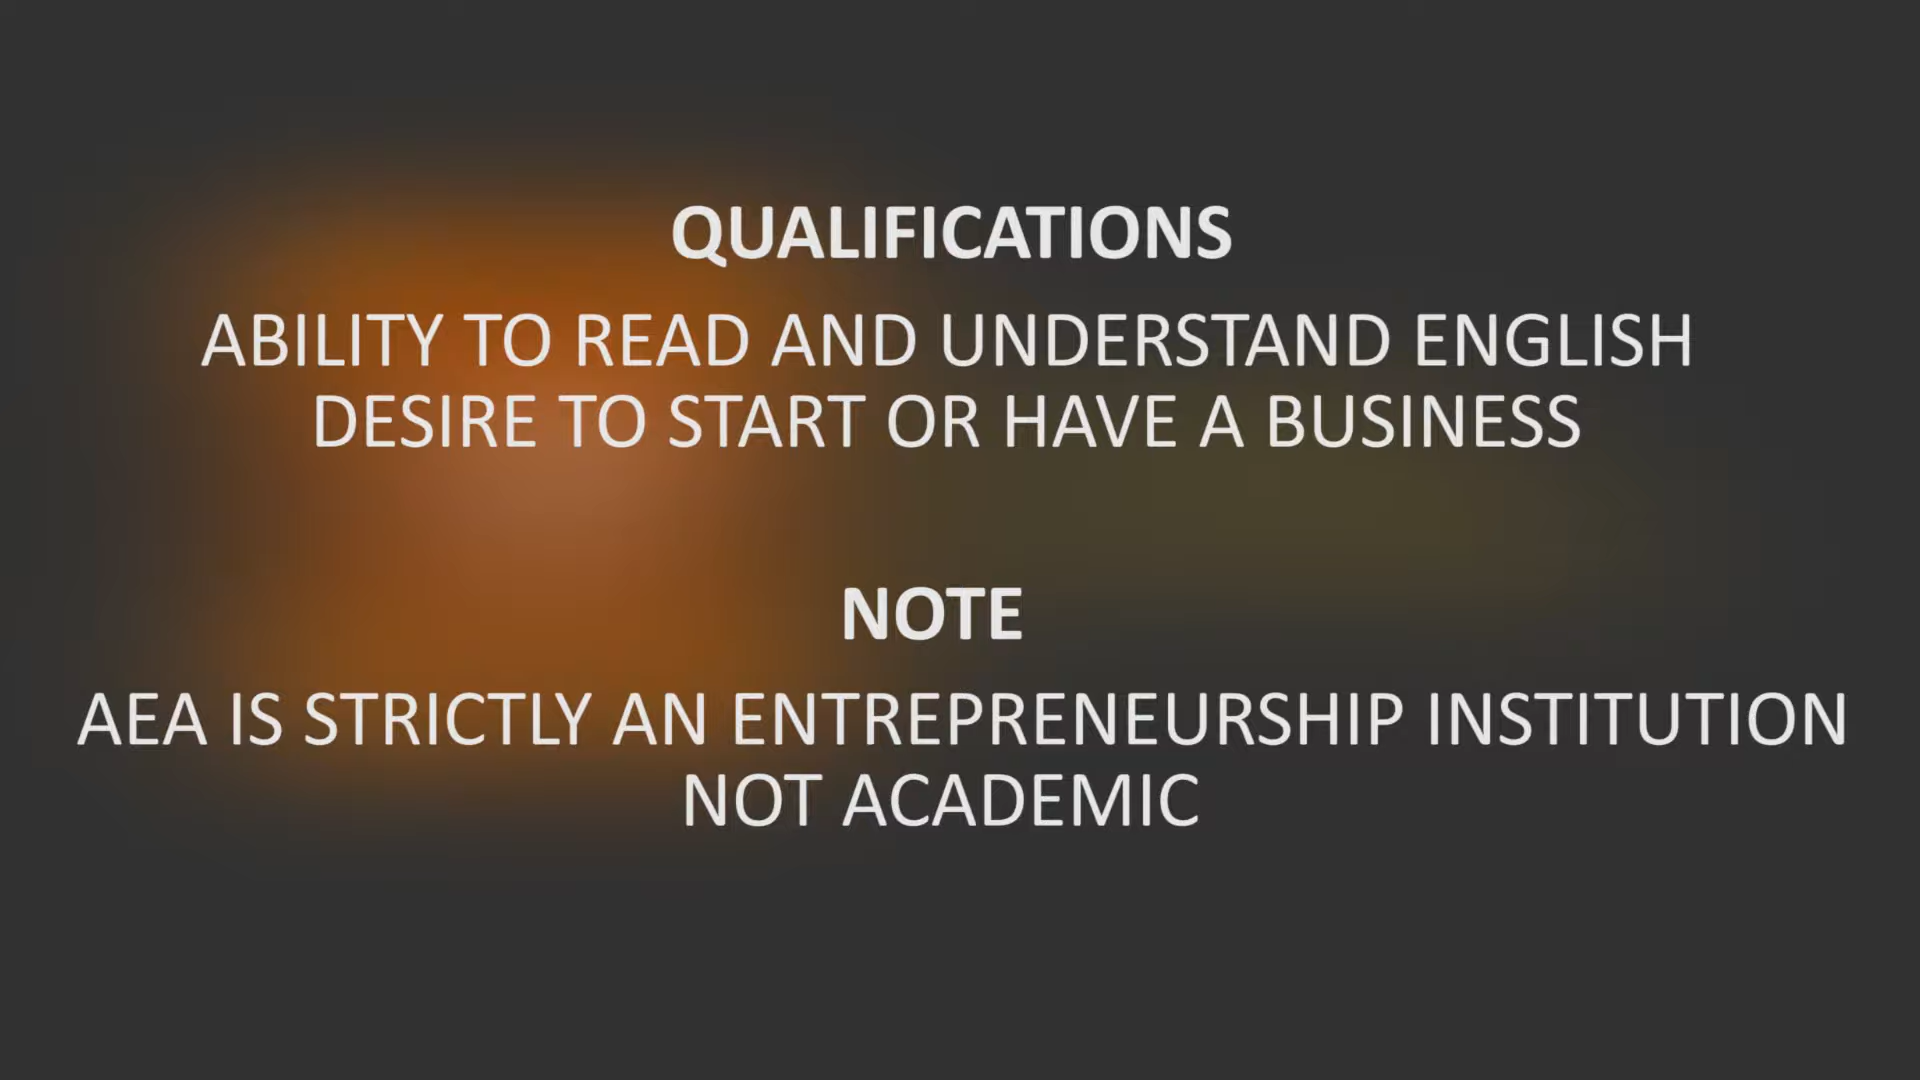 QUALIFICATIONS
ABILITY TO READ AND UNDERSTAND ENGLISH
DESIRE TO START OR HAVE A BUSINESS
NOTE
AEA IS STRICTLY AN ENTREPRENEURSHIP INSTITUTION
NOT ACADEMIC